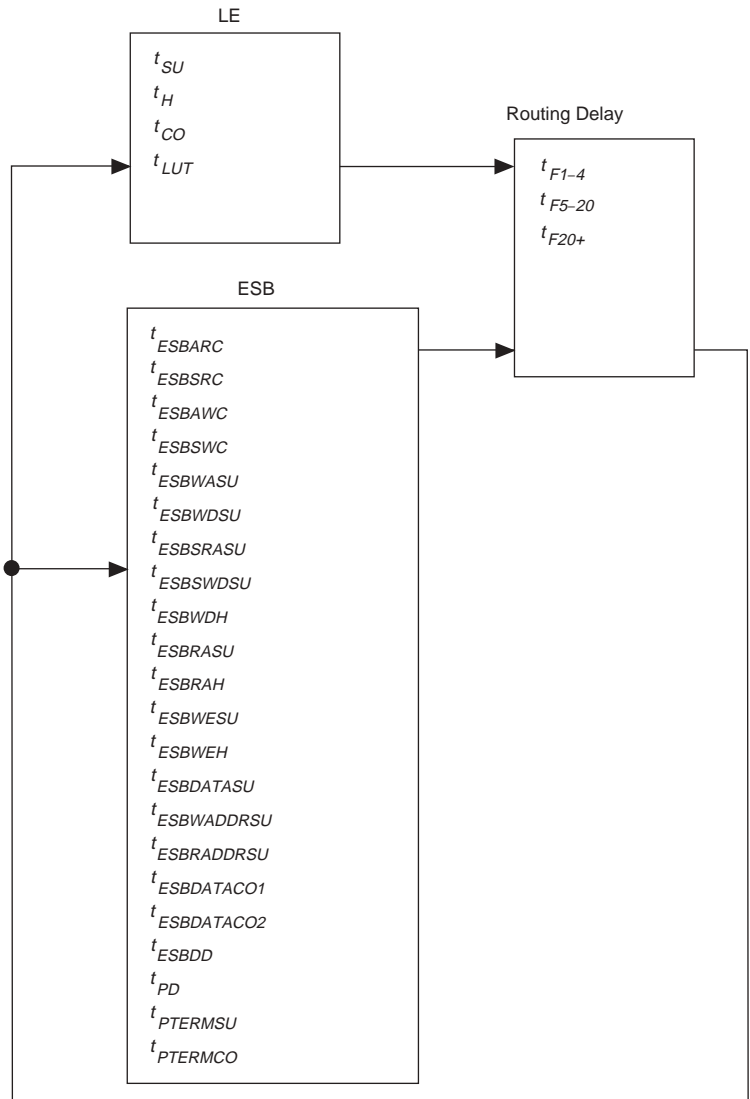 LE
tSU
tH
tCO
tLUT
Routing Delay
tF1–4
tF5–20
tF20+
ESB
tESBARC
tESBSRC
tESBAWC
tESBSWC
tESBWASU
tESBWDSU
tESBSRASU
tESBSWDSU
tESBWDH
tESBRASU
tESBRAH
tESBWESU
tESBWEH
tESBDATASU
tESBWADDRSU
tESBRADDRSU
tESBDATACO1
tESBDATACO2
tESBDD
tPD
tPTERMSU
tPTERMCO